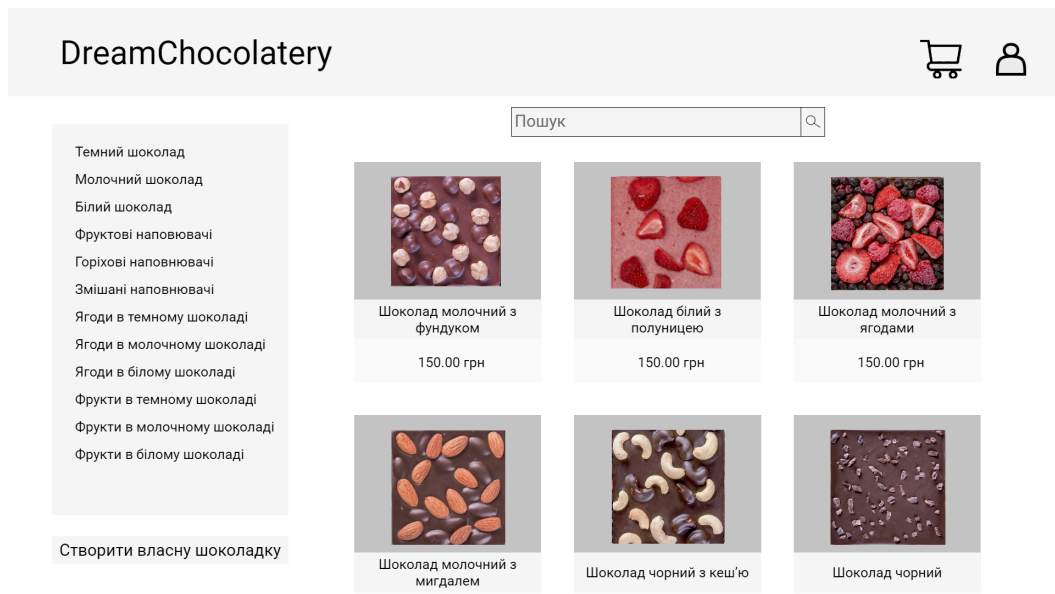 DreamChocolatery
Пошук
Темний шоколад
Молочний шоколад
Білий шоколад
Фруктові наповювачі
Горіхові наповнювачі
Змішані наповнювачі
Ягоди в темному шоколаді
Ягоди в молочному шоколаді
Ягоди в білому шоколаді
Фрукти в темному шоколаді
Фрукти в молочному шоколаді
Фрукти в білому шоколаді
Створити власну шоколадку
Шоколад молочний з
фундуком
150.00 грн
Шоколад білий з
полуницею
150.00 грн
Шоколад молочний з
ягодами
150.00 грн
Шоколад молочний з
мигдалем
Шоколад чорний з кеш’ю
Шоколад чорний